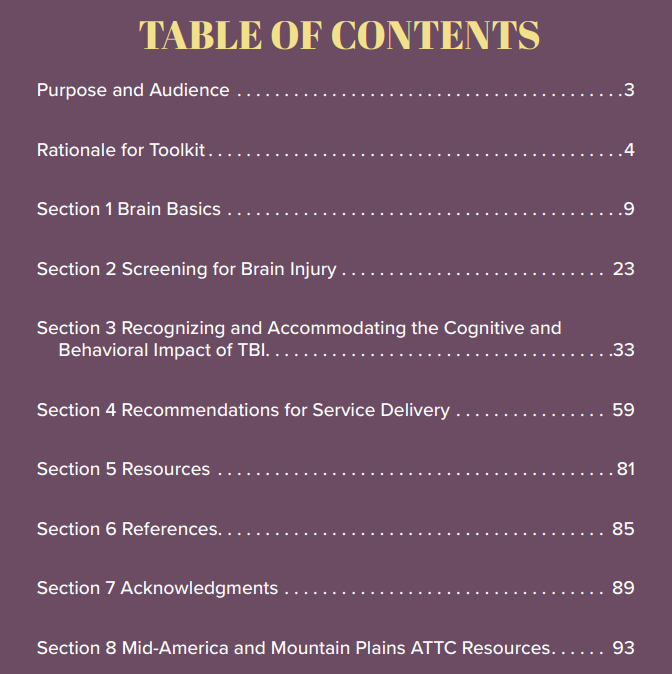 TABLE OF CONTENTS
Purpose and Audience . . . . . . . . . . . . . . . . . . . . . . . . . . . . . . . . . . . . . . . . .3
Rationale for Toolkit. . . . . . . . . . . . . . . . . . . . . . . . . . . . . . . . . . . . . . . . . . . .4
Section 1 Brain Basics . . . . . . . . . . . . . . . . . . . . . . . . . . . . . . . . . . . . . . . . . .9
Section 2 Screening for Brain Injury . . . . . . . . . . . . . . . . . . . . . . . . . . . . 23
Section 3 Recognizing and Accommodating the Cognitive and
Behavioral Impact of TBI. . . . . . . . . . . . . . . . . . . . . . . . . . . . . . . . . . . . .33
Section 4 Recommendations for Service Delivery . . . . . . . . . . . . . . . . 59
Section 5 Resources . . . . . . . . . . . . . . . . . . . . . . . . . . . . . . . . . . . . . . . . . . 81
Section 6 References. . . . . . . . . . . . . . . . . . . . . . . . . . . . . . . . . . . . . . . . . 85
Section 7 Acknowledgments . . . . . . . . . . . . . . . . . . . . . . . . . . . . . . . . . . 89
Section 8 Mid-America and Mountain Plains ATTC Resources. . . . . . 93